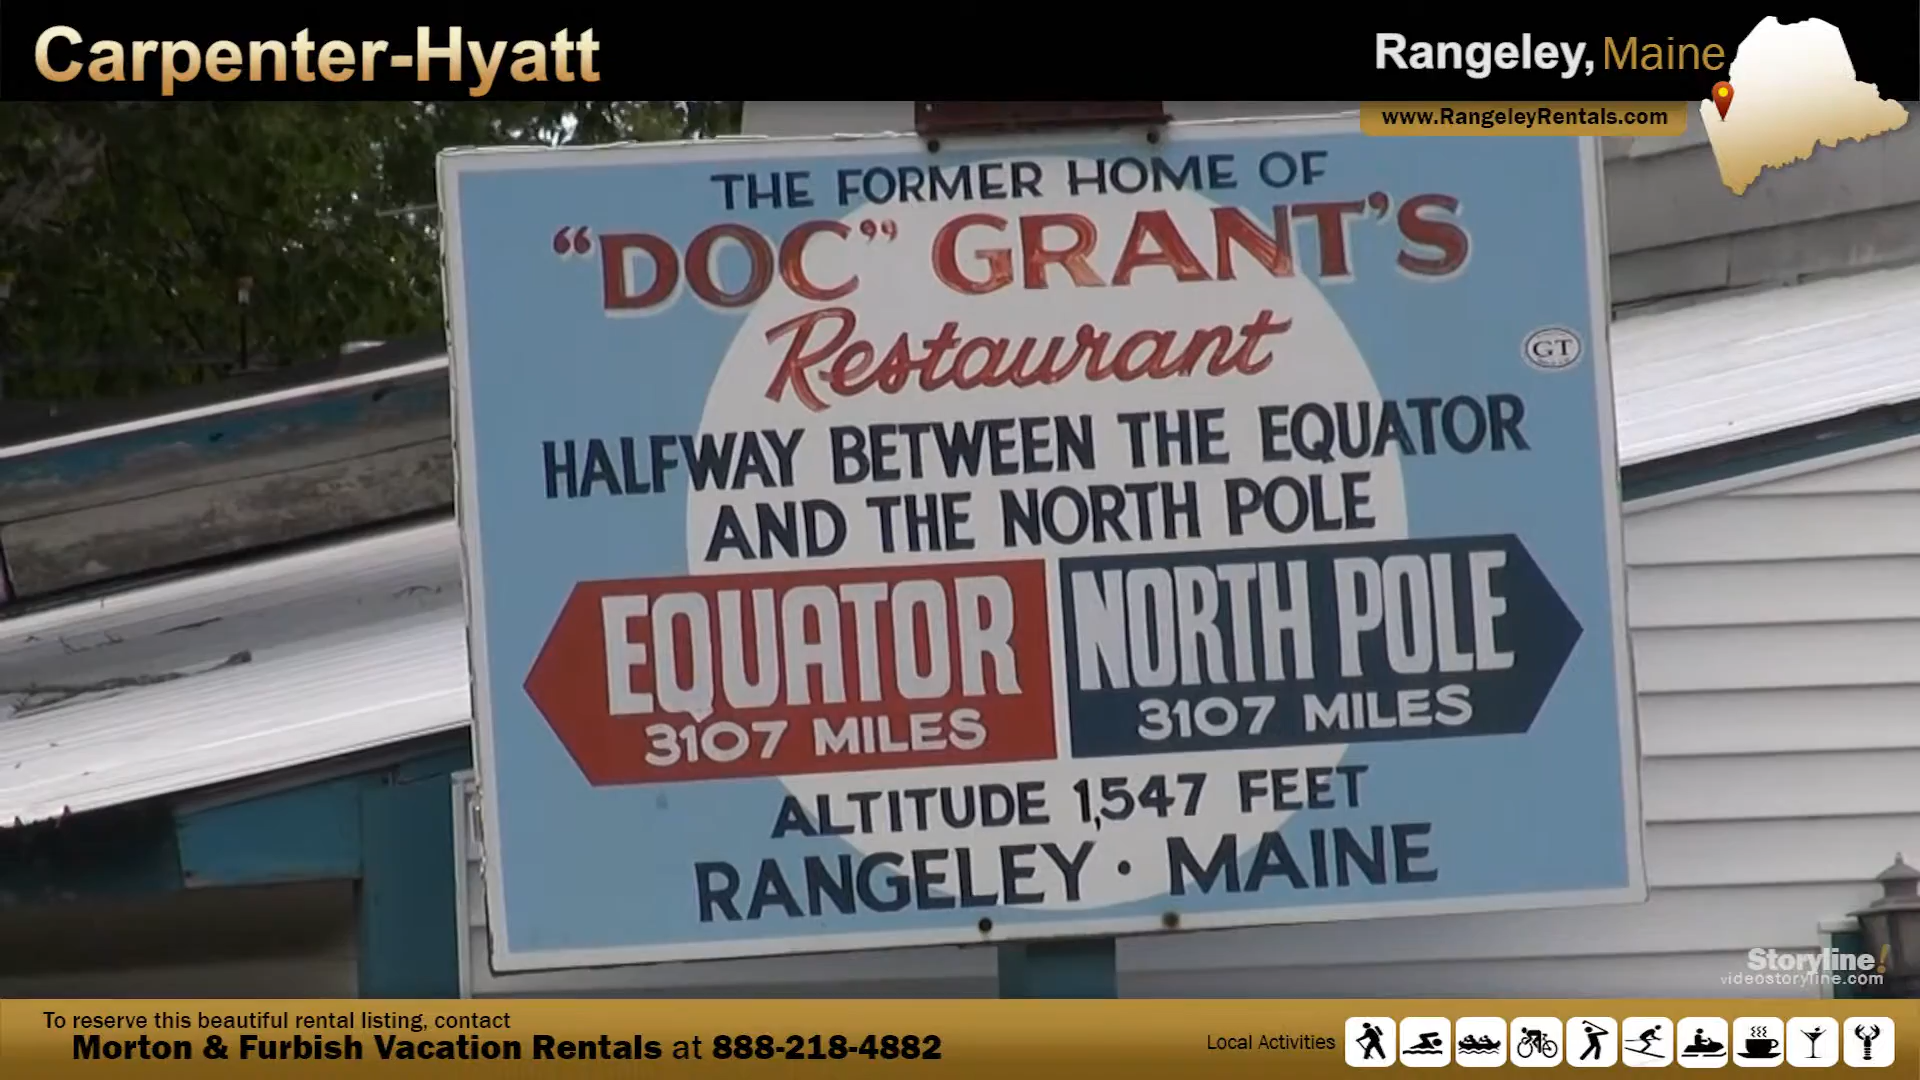 Carpenter-Hyatt
Rangeley, Maine
www.RangeleyRentals.com
THE FORMER HOME OF
"DOC" GRANT'S
Restaurant
GT
HALFWAY BETWEEN THE EQUATOR
AND THE NORTH POLE
EQUATOR
3107 MILES
NORTH POLE
3107 MILES
ALTITUDE 1,547 FEET
RANGELEY · MAINE
Storyline!
videostoryline.com
To reserve this beautiful rental listing, contact
Morton & Furbish Vacation Rentals at 888-218-4882
Local Activities